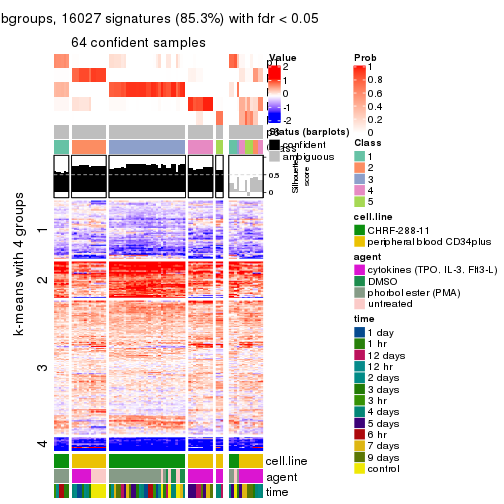 bgroups, 16027 signatures (85.3%) with fdr < 0.05
64 confident samples
k-means with 4 groups
1
2
3
4
Value
2
1
0
-1
-2
Status (barplots)
confident
ambiguous
Silhouette
score
0.5
0
cell.line
agent
time
Prob
1
0.8
0.6
0.4
0.2
0
Class
1
2
3
4
5
cell.line
CHRF-288-11
peripheral blood CD34plus
agent
cytokines (TPO, IL-3, Flt3-L)
DMSO
phorbol ester (PMA)
untreated
time
1 day
1 hr
12 days
12 hr
2 days
3 days
3 hr
4 days
5 days
6 hr
7 days
9 days
control